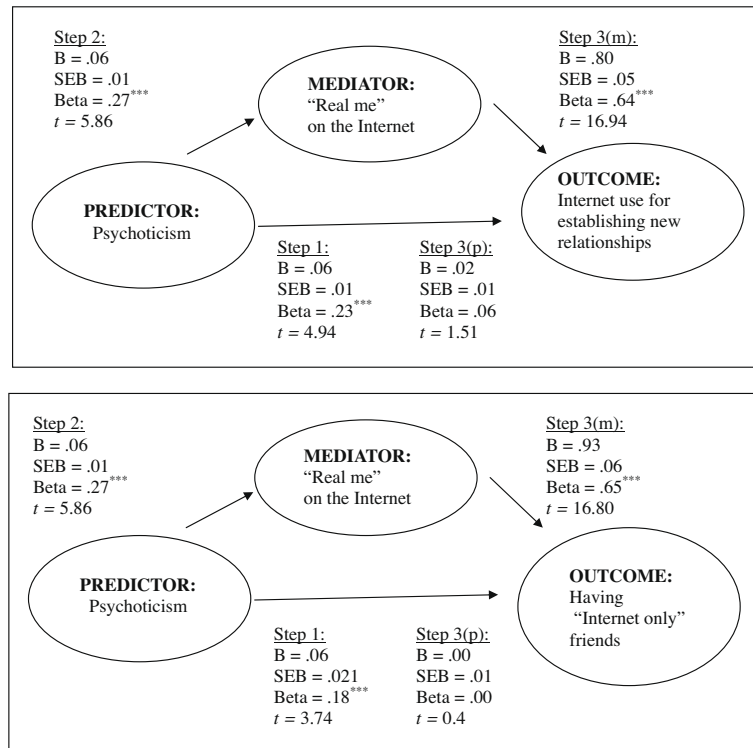 Step 2:
B = .06
SEB = .01
Beta = .27***
t = 5.86
MEDIATOR:
“Real me”
on the Internet
Step 3(m):
B = .80
SEB = .05
Beta = .64***
t = 16.94
PREDICTOR:
Psychoticism
OUTCOME:
Internet use for
establishing new
relationships
Step 1:
B = .06
SEB = .01
Beta = .23***
t = 4.94
Step 3(p):
B = .02
SEB = .01
Beta = .06
t = 1.51
Step 2:
B = .06
SEB = .01
Beta = .27***
t = 5.86
MEDIATOR:
“Real me”
on the Internet
Step 3(m):
B = .93
SEB = .06
Beta = .65***
t = 16.80
PREDICTOR:
Psychoticism
OUTCOME:
Having
“Internet only”
friends
Step 1:
B = .06
SEB = .021
Beta = .18***
t = 3.74
Step 3(p):
B = .00
SEB = .01
Beta = .00
t = 0.4